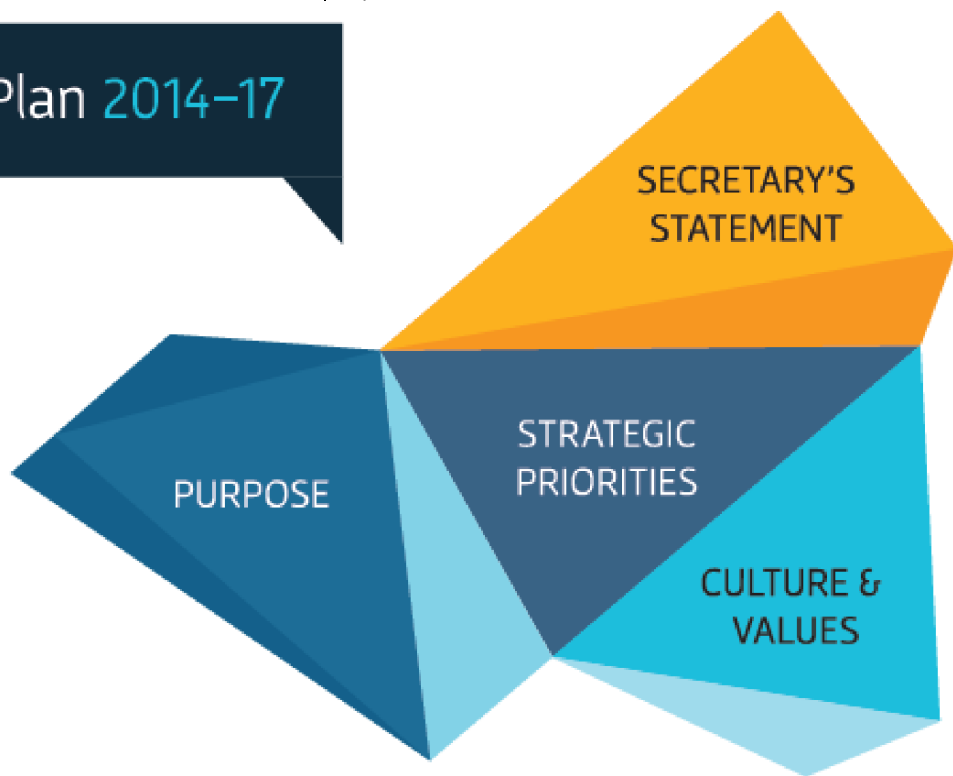 Plan 2014–17
SECRETARY'S
STATEMENT
STRATEGIC
PRIORITIES
PURPOSE
CULTURE &
VALUES